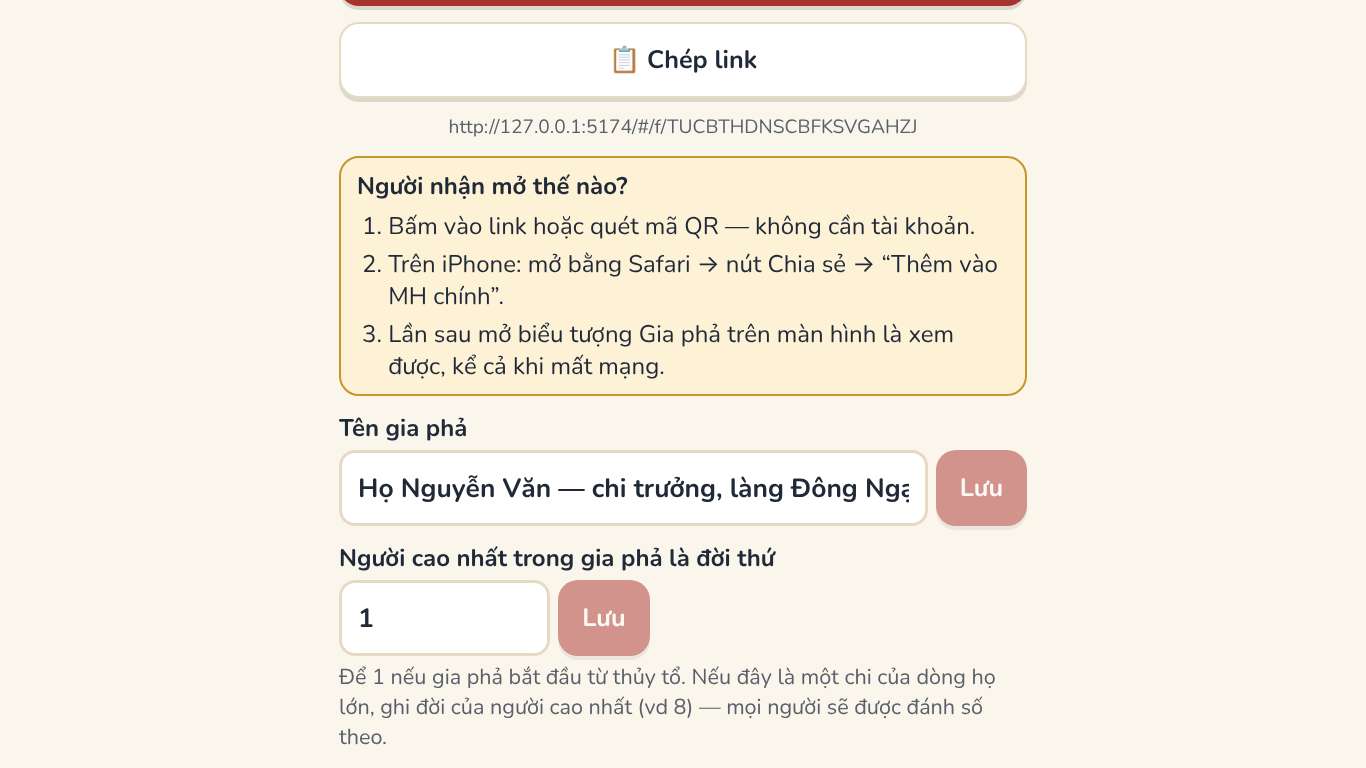 📋 Chép link
http://127.0.0.1:5174/#/f/TUCBTHDNSCBFKSVGAHZJ
Người nhận mở thế nào?
1. Bấm vào link hoặc quét mã QR — không cần tài khoản.
2. Trên iPhone: mở bằng Safari → nút Chia sẻ → “Thêm vào
MH chính”.
3. Lần sau mở biểu tượng Gia phả trên màn hình là xem
được, kể cả khi mất mạng.
Tên gia phả
Họ Nguyễn Văn — chi trưởng, làng Đông
Lưu
Người cao nhất trong gia phả là đời thứ
1
Lưu
Để 1 nếu gia phả bắt đầu từ thủy tổ. Nếu đây là một chi của dòng họ
lớn, ghi đời của người cao nhất (vd 8) — mọi người sẽ được đánh số
theo.